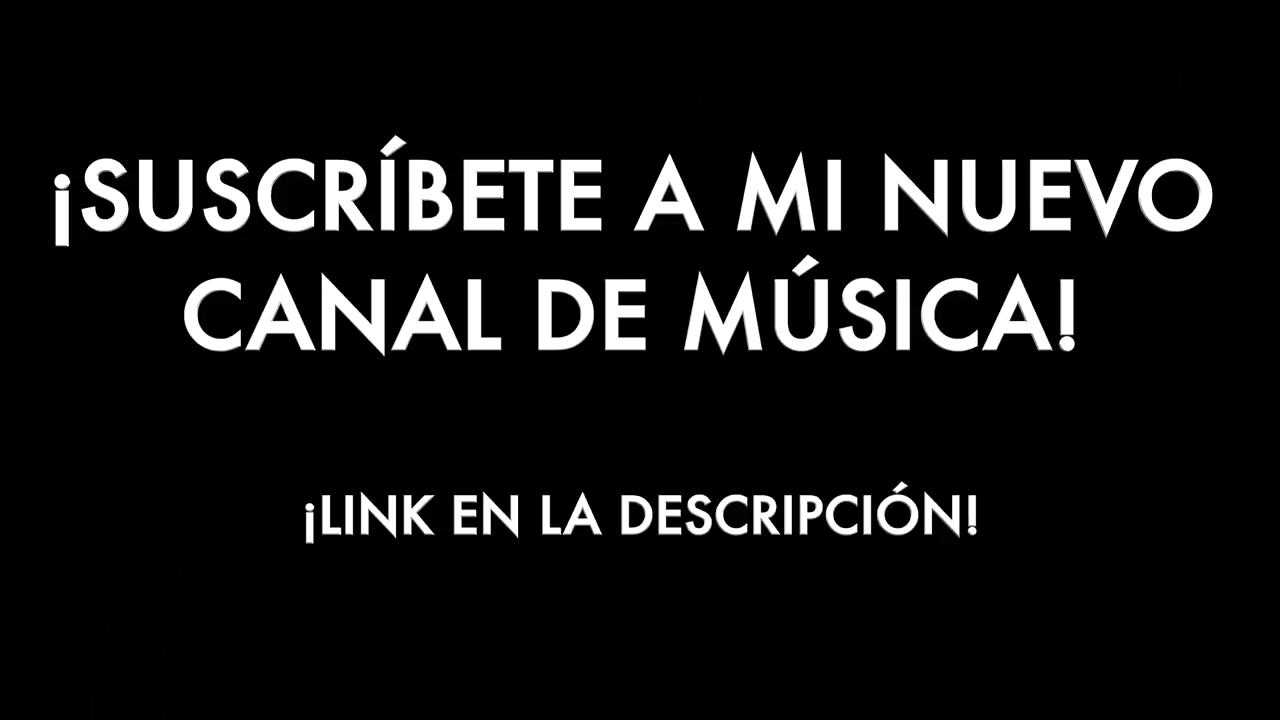 ¡SUSCRÍBETE A MI NUEVO
CANAL DE MÚSICA!
¡LINK EN LA DESCRIPCIÓN!